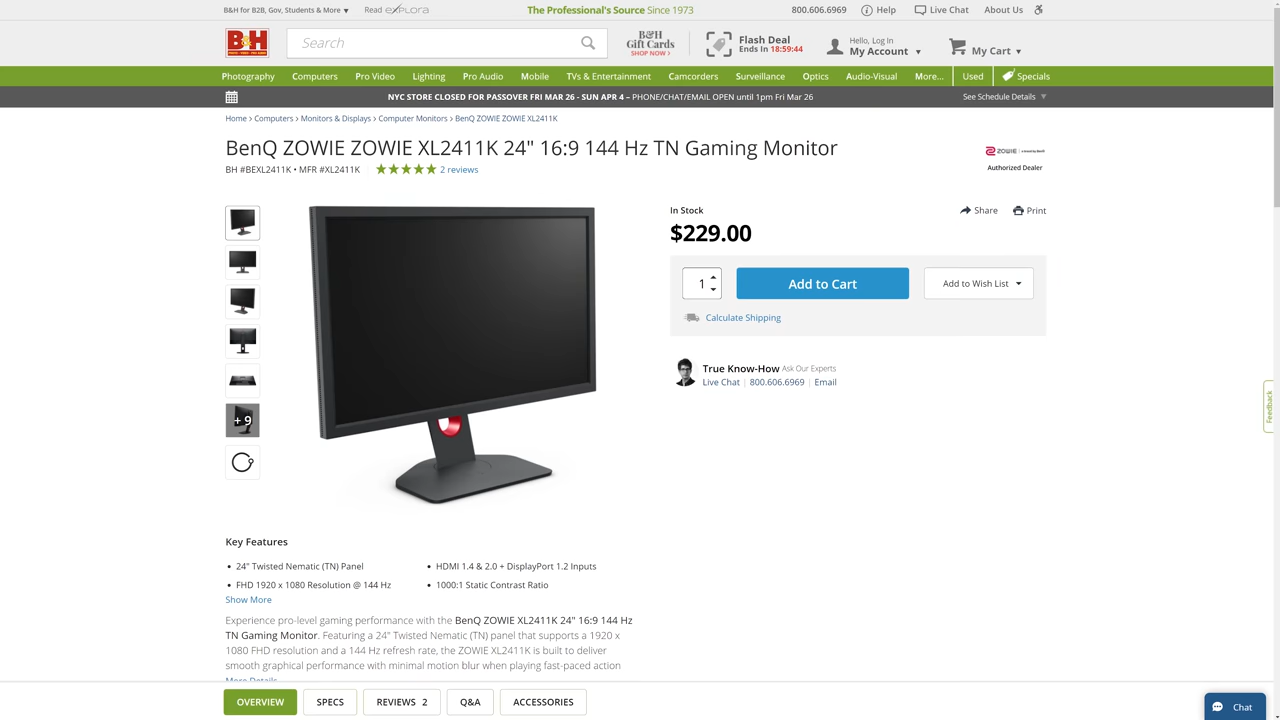 B&H for B2B, Gov, Students & More
Read explora
The Professional's Source Since 1973
800.606.6969
Help
Live Chat
About Us
B&H
PHOTO - VIDEO - PRO AUDIO
Search
B&H
Gift Cards
SHOP NOW >
Flash Deal
Ends In 18:59:44
Hello, Log In
My Account
My Cart
Photography
Computers
Pro Video
Lighting
Pro Audio
Mobile
TVs & Entertainment
Camcorders
Surveillance
Optics
Audio-Visual
More...
Used
Specials
NYC STORE CLOSED FOR PASSOVER FRI MAR 26 - SUN APR 4 – PHONE/CHAT/EMAIL OPEN until 1pm Fri Mar 26
See Schedule Details
Home > Computers > Monitors & Displays > Computer Monitors > BenQ ZOWIE ZOWIE XL2411K
BenQ ZOWIE ZOWIE XL2411K 24" 16:9 144 Hz TN Gaming Monitor
BH #BEXL2411K • MFR #XL2411K
2 reviews
ZOWIE
Authorized Dealer
+ 9
In Stock
Share
Print
$229.00
1
Add to Cart
Add to Wish List
Calculate Shipping
True Know-How Ask Our Experts
Live Chat | 800.606.6969 | Email
Feedback
Key Features
• 24" Twisted Nematic (TN) Panel
• FHD 1920 x 1080 Resolution @ 144 Hz
• HDMI 1.4 & 2.0 + DisplayPort 1.2 Inputs
• 1000:1 Static Contrast Ratio
Show More
Experience pro-level gaming performance with the BenQ ZOWIE XL2411K 24" 16:9 144 Hz
TN Gaming Monitor. Featuring a 24" Twisted Nematic (TN) panel that supports a 1920 x
1080 FHD resolution and a 144 Hz refresh rate, the ZOWIE XL2411K is built to deliver
smooth graphical performance with minimal motion blur when playing fast-paced action
More Details
OVERVIEW
SPECS
REVIEWS 2
Q&A
ACCESSORIES
Chat